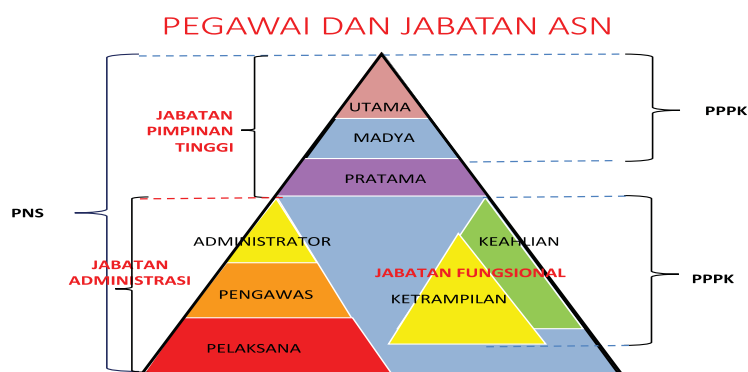 PEGAWAI DAN JABATAN ASN
UTAMA
JABATAN
PIMPINAN
TINGGI
PPPK
MADYA
PRATAMA
PNS
ADMINISTRATOR
KEAHLIAN
JABATAN
ADMINISTRASI
JABATAN FUNGSIONAL
PPPK
PENGAWAS
KETRAMPILAN
PELAKSANA